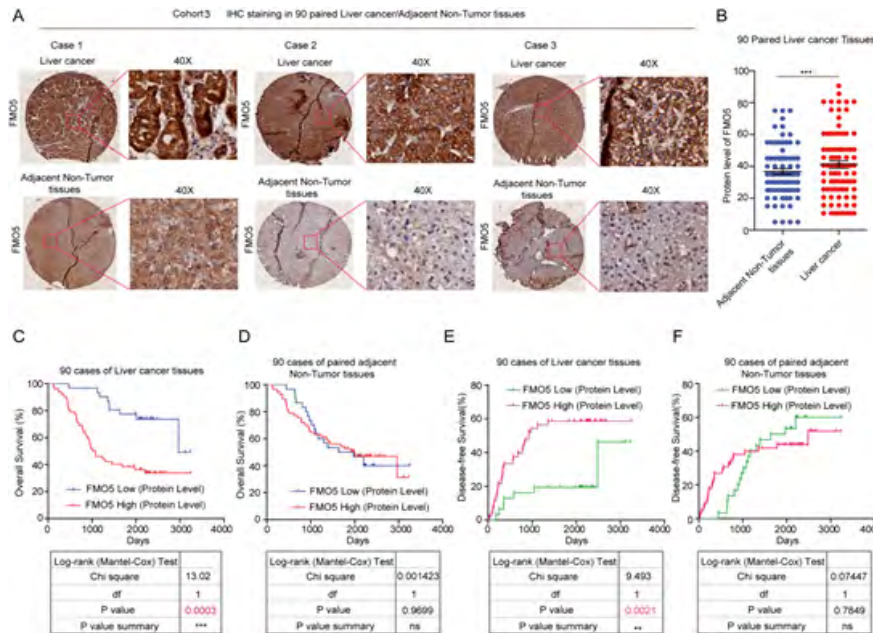 A
Cohort3 IHC staining in 90 paired Liver cancer/Adjacent Non-Tumor tissues
Case 1
Liver cancer
40X
Case 2
Liver cancer
40X
Case 3
Liver cancer
40X
FMO5
FMO5
FMO5
Adjacent Non-Tumor
tissues
40X
Adjacent Non-Tumor
tissues
40X
Adjacent Non-Tumor
tissues
40X
FMO5
FMO5
FMO5
B
90 Paired Liver cancer Tissues
***
Protein level of FMO5
100
80
60
40
20
0
Adjacent Non-Tumor
tissues
Liver cancer
C
90 cases of Liver cancer tissues
Overall Survival (%)
100
80
60
40
20
0
FMO5 Low (Protein Level)
FMO5 High (Protein Level)
0 1000 2000 3000 4000
Days
Log-rank (Mantel-Cox) Test
Chi square 13.02
df 1
P value 0.0003
P value summary ***
D
90 cases of paired adjacent
Non-Tumor tissues
Overall Survival (%)
100
80
60
40
20
0
FMO5 Low (Protein Level)
FMO5 High (Protein Level)
0 1000 2000 3000 4000
Days
Log-rank (Mantel-Cox) Test
Chi square 0.001423
df 1
P value 0.9699
P value summary ns
E
90 cases of Liver cancer tissues
FMO5 Low (Protein Level)
FMO5 High (Protein Level)
Disease-free Survival(%)
80
60
40
20
0
0 1000 2000 3000 4000
Days
Log-rank (Mantel-Cox) Test
Chi square 9.493
df 1
P value 0.0021
P value summary **
F
90 cases of paired adjacent
Non-Tumor tissues
FMO5 Low (Protein Level)
FMO5 High (Protein Level)
Disease-free Survival(%)
80
60
40
20
0
0 1000 2000 3000 4000
Days
Log-rank (Mantel-Cox) Test
Chi square 0.07447
df 1
P value 0.7849
P value summary ns